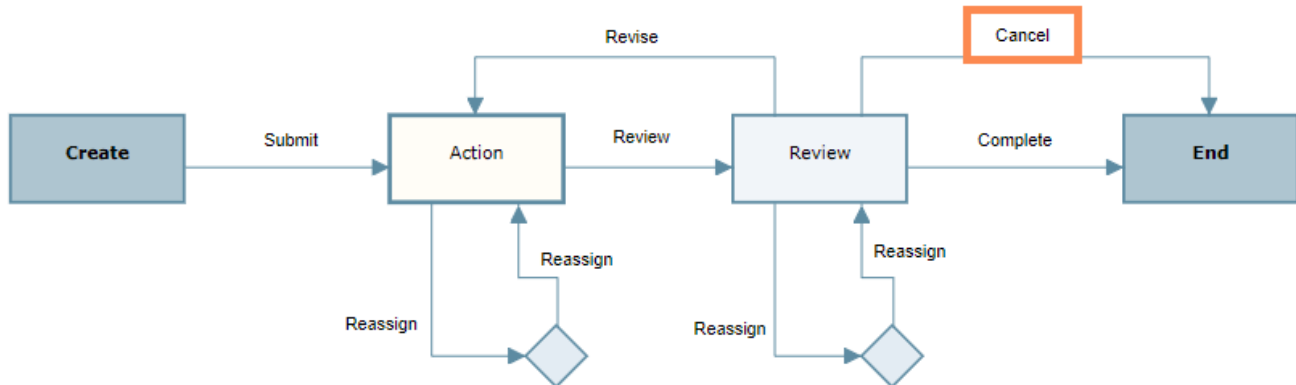 Cancel
Revise
Submit
Review
Complete
Create
Action
Review
End
Reassign
Reassign
Reassign
Reassign